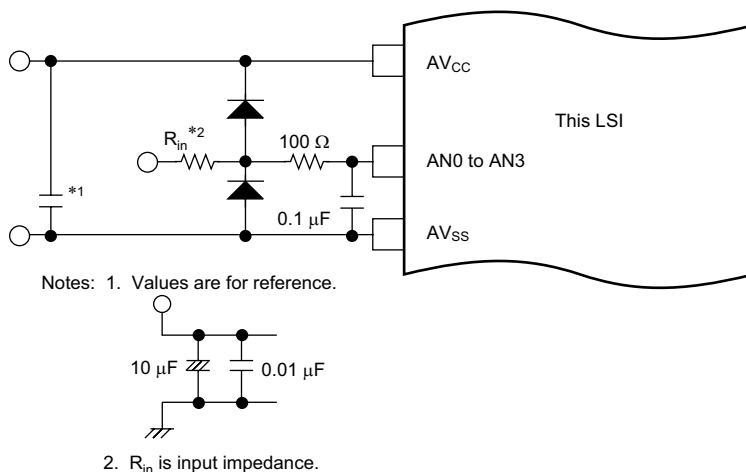 AVCC
This LSI
Rin *2
100 Ω
AN0 to AN3
*1
0.1 μF
AVSS
Notes: 1. Values are for reference.
10 μF
0.01 μF
2. Rin is input impedance.